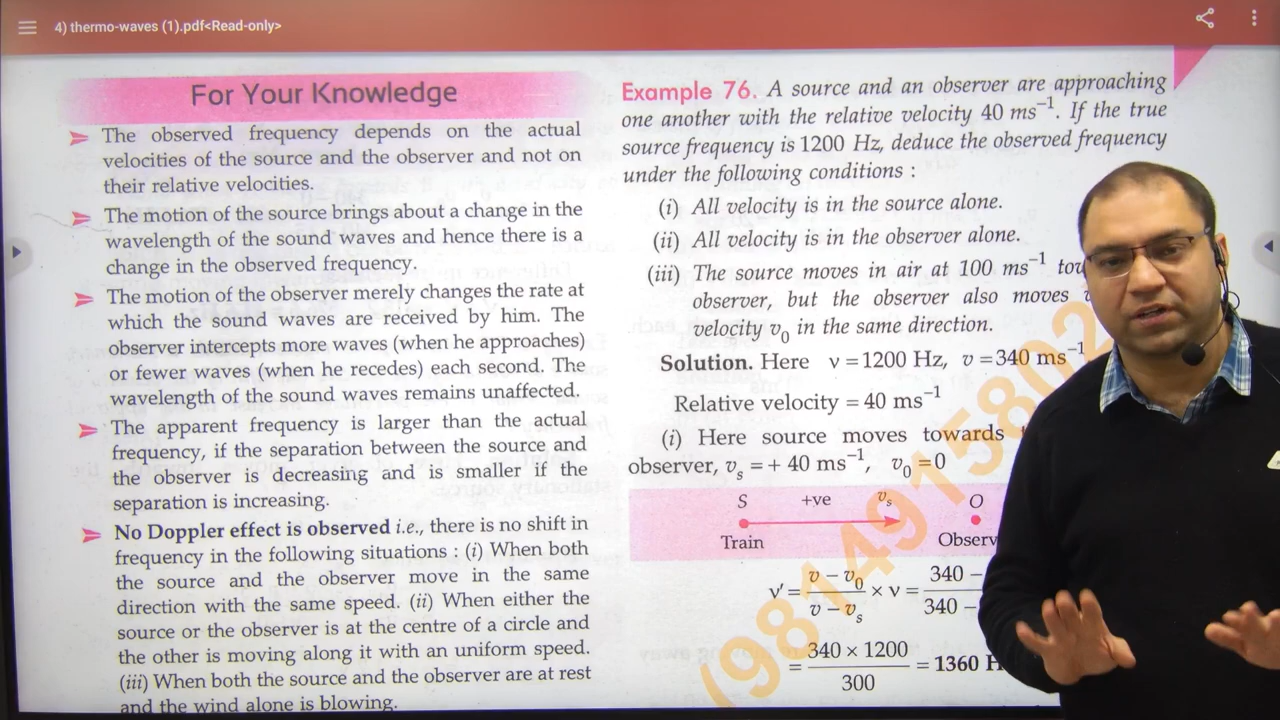 4) thermo-waves (1).pdf<Read-only>
For Your Knowledge
The observed frequency depends on the actual
velocities of the source and the observer and not on
their relative velocities.
The motion of the source brings about a change in the
wavelength of the sound waves and hence there is a
change in the observed frequency.
The motion of the observer merely changes the rate at
which the sound waves are received by him. The
observer intercepts more waves (when he approaches)
or fewer waves (when he recedes) each second. The
wavelength of the sound waves remains unaffected.
The apparent frequency is larger than the actual
frequency, if the separation between the source and
the observer is decreasing and is smaller if the
separation is increasing.
No Doppler effect is observed i.e., there is no shift in
frequency in the following situations : (i) When both
the source and the observer move in the same
direction with the same speed. (ii) When either the
source or the observer is at the centre of a circle and
the other is moving along it with an uniform speed.
(iii) When both the source and the observer are at rest
and the wind alone is blowing.
Example 76. A source and an observer are approaching
one another with the relative velocity 40 ms⁻¹. If the true
source frequency is 1200 Hz, deduce the observed frequency
under the following conditions :
(i) All velocity is in the source alone.
(ii) All velocity is in the observer alone.
(iii) The source moves in air at 100 ms⁻¹ tow
observer, but the observer also moves
velocity v₀ in the same direction.
Solution. Here ν = 1200 Hz, v = 340 ms⁻¹
Relative velocity = 40 ms⁻¹
(i) Here source moves towards
observer, vₛ = + 40 ms⁻¹, v₀ = 0
S +ve vₛ O
Train Observ
v − v₀ 340 −
ν′ = × ν =
v − vₛ 340 −
340 × 1200
= = 1360 H
300
(9814915802